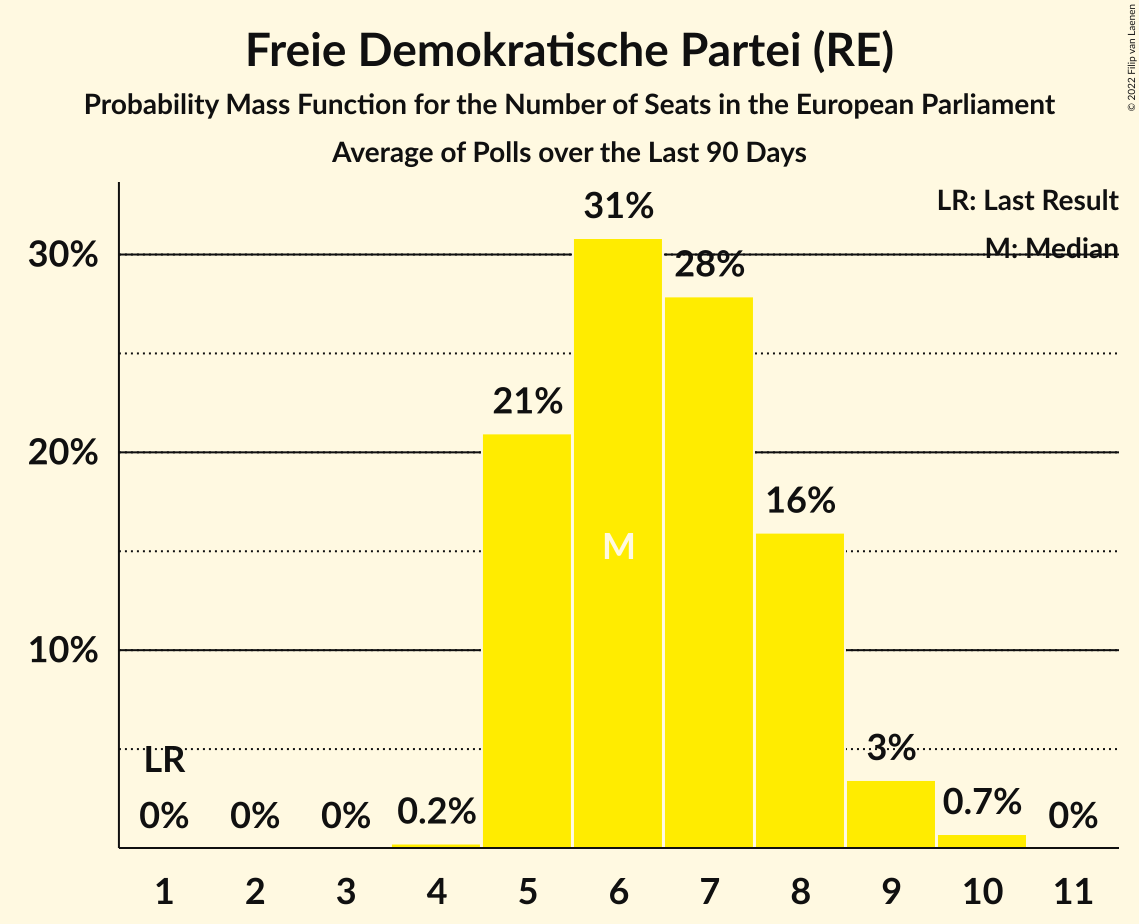 Freie Demokratische Partei (RE)
Probability Mass Function for the Number of Seats in the European Parliament
Average of Polls over the Last 90 Days
© 2022 Filip van Laenen
LR: Last Result
M: Median
30%
20%
10%
31%
28%
21%
16%
M
LR
0%
0%
0%
0.2%
3%
0.7%
0%
1 2 3 4 5 6 7 8 9 10 11